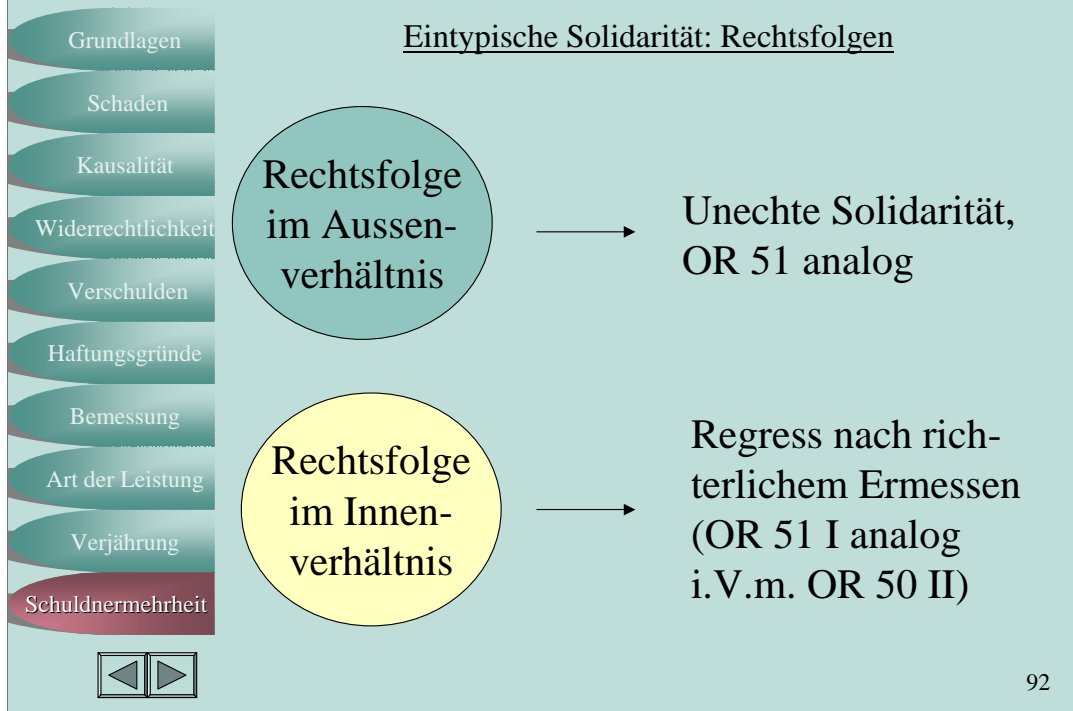 Eintypische Solidarität: Rechtsfolgen
Grundlagen
Schaden
Kausalität
Widerrechtlichkeit
Verschulden
Haftungsgründe
Bemessung
Art der Leistung
Verjährung
Schuldnermehrheit
Rechtsfolge
im Aussen-
verhältnis
Unechte Solidarität,
OR 51 analog
Rechtsfolge
im Innen-
verhältnis
Regress nach rich-
terlichem Ermessen
(OR 51 I analog
i.V.m. OR 50 II)
92